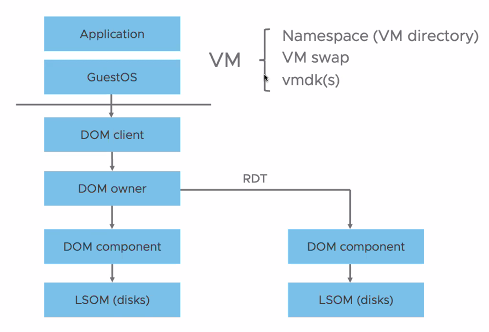 Application
GuestOS
VM
Namespace (VM directory)
VM swap
vmdk(s)
DOM client
DOM owner
RDT
DOM component
DOM component
LSOM (disks)
LSOM (disks)